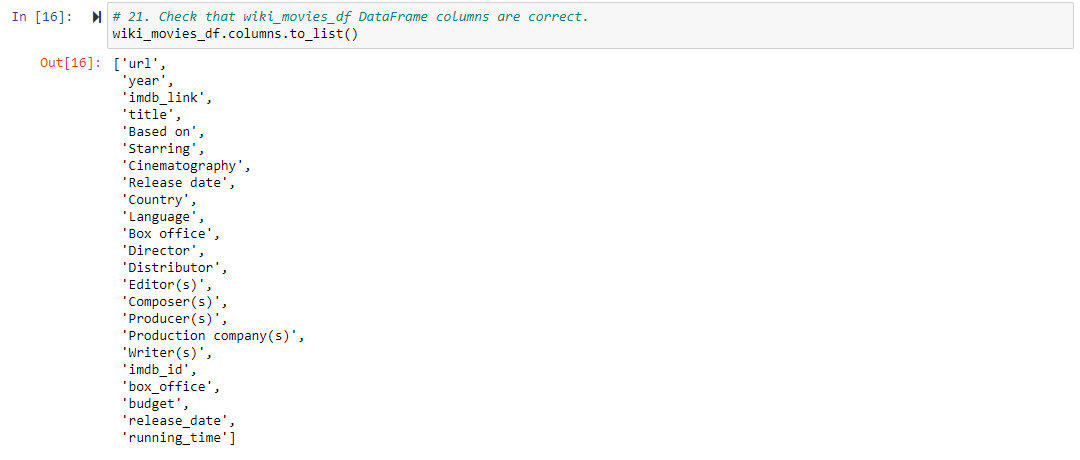 In [16]: # 21. Check that wiki_movies_df DataFrame columns are correct.
wiki_movies_df.columns.to_list()
Out[16]: ['url',
'year',
'imdb_link',
'title',
'Based on',
'Starring',
'Cinematography',
'Release date',
'Country',
'Language',
'Box office',
'Director',
'Distributor',
'Editor(s)',
'Composer(s)',
'Producer(s)',
'Production company(s)',
'Writer(s)',
'imdb_id',
'box_office',
'budget',
'release_date',
'running_time']